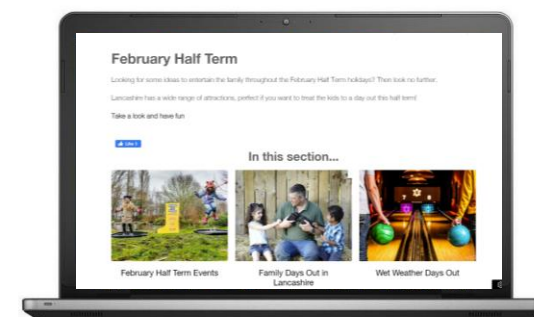 February Half Term
Looking for some ideas to entertain the family throughout the February Half Term holidays? Then look no further.
Lancashire has a wide range of attractions, perfect if you want to treat the kids to a day out this half term!
Take a look and have fun
Like 0
In this section...
February Half Term Events
Family Days Out in
Lancashire
Wet Weather Days Out